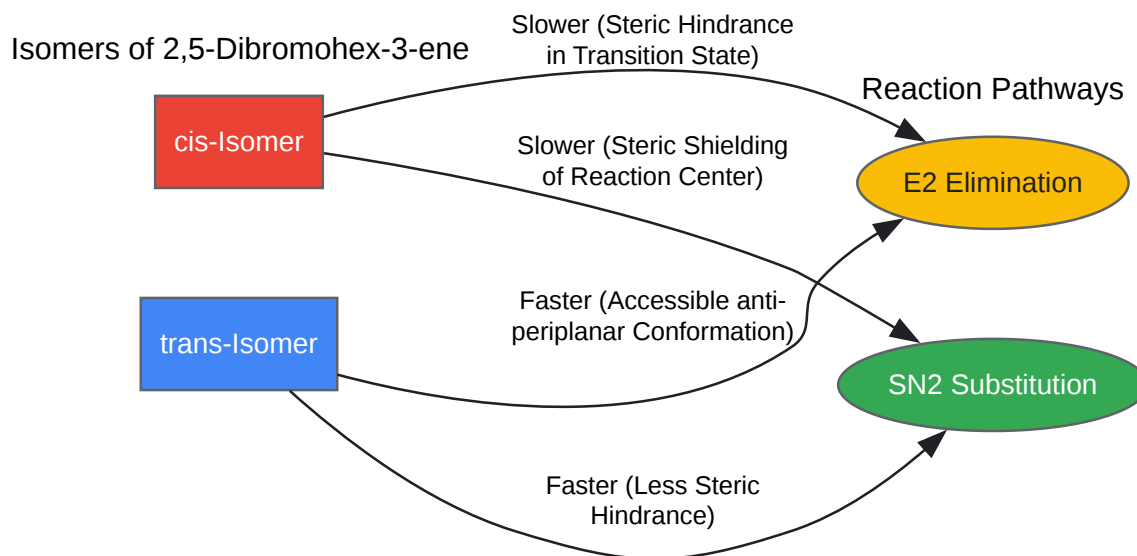 Isomers of 2,5-Dibromohex-3-ene
cis-Isomer
trans-Isomer
Slower (Steric Hindrance
in Transition State)
Slower (Steric Shielding
of Reaction Center)
Faster (Accessible anti-
periplanar Conformation)
Faster (Less Steric
Hindrance)
Reaction Pathways
E2 Elimination
SN2 Substitution